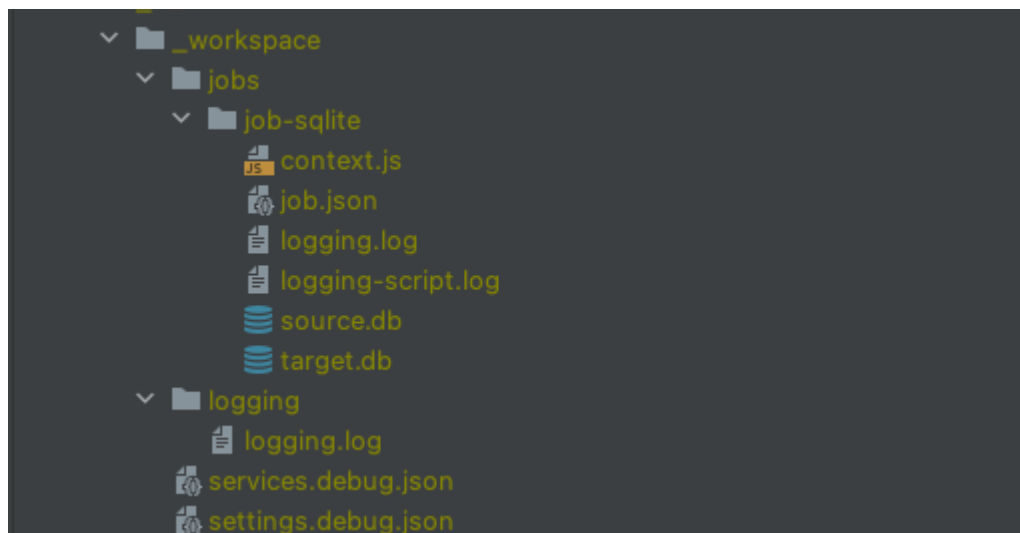 _workspace
jobs
job-sqlite
JS context.js
job.json
logging.log
logging-script.log
source.db
target.db
logging
logging.log
services.debug.json
settings.debug.json